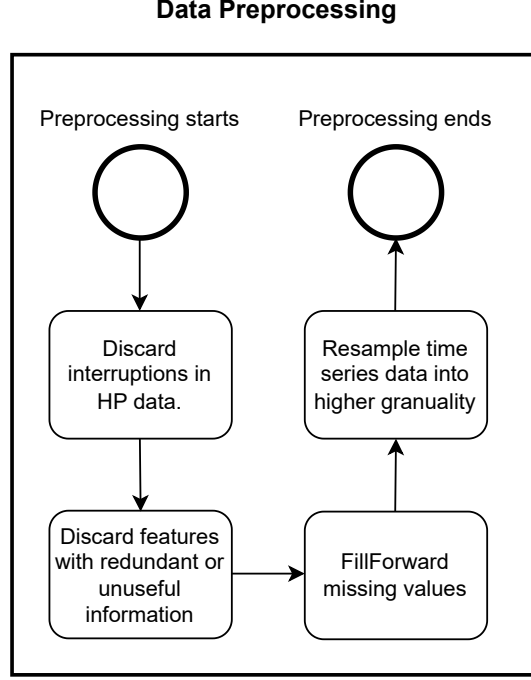 Data Preprocessing
Preprocessing starts
Preprocessing ends
Discard
interruptions in
HP data.
Discard features
with redundant or
unuseful
information
FillForward
missing values
Resample time
series data into
higher granuality